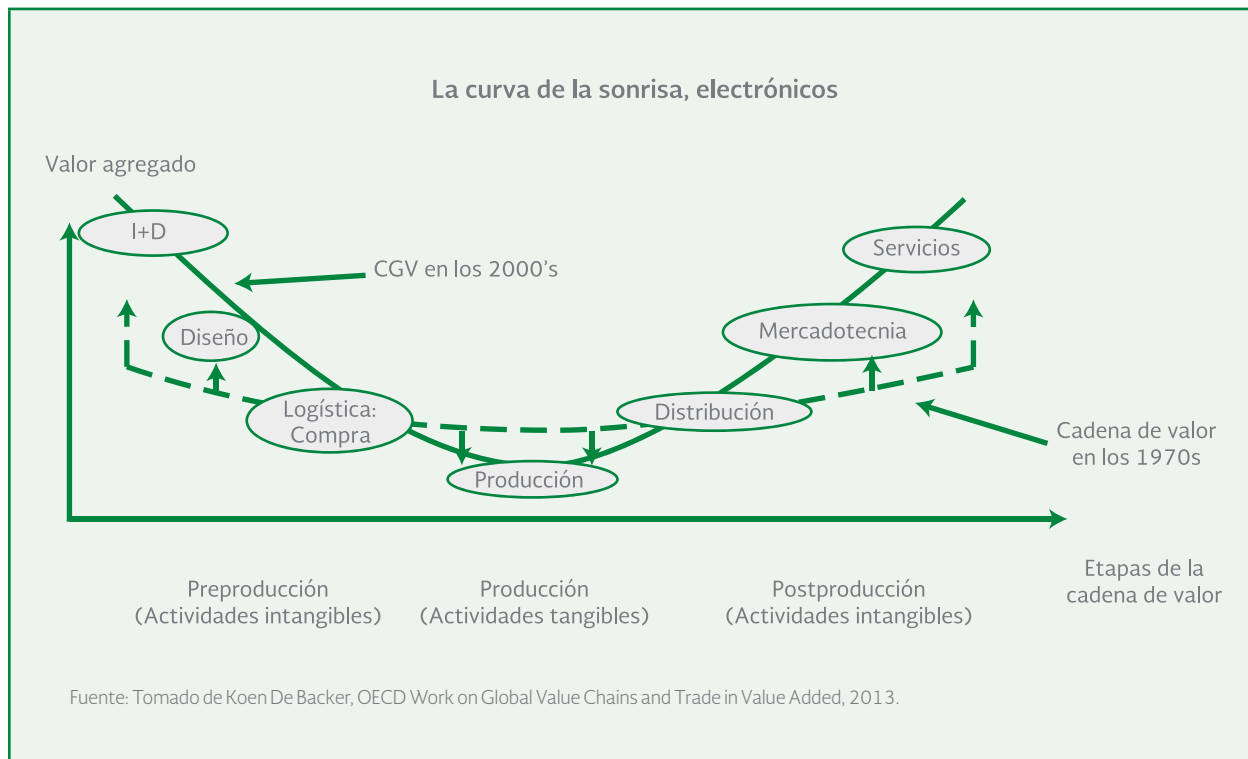 La curva de la sonrisa, electrónicos
Valor agregado
I+D
Servicios
CGV en los 2000's
Diseño
Mercadotecnia
Logística:
Compra
Distribución
Cadena de valor
en los 1970s
Producción
Preproducción
(Actividades intangibles)
Producción
(Actividades tangibles)
Postproducción
(Actividades intangibles)
Etapas de la
cadena de valor
Fuente: Tomado de Koen De Backer, OECD Work on Global Value Chains and Trade in Value Added, 2013.